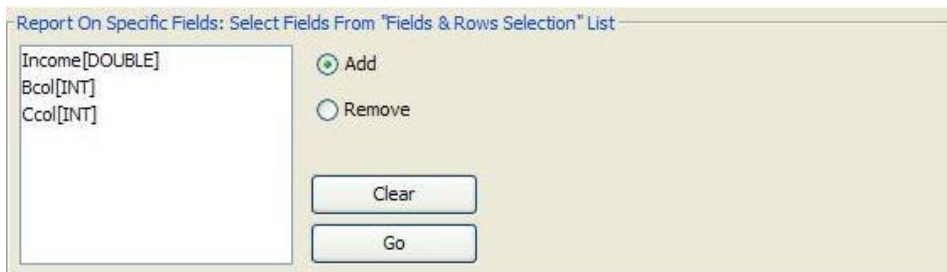 Report On Specific Fields: Select Fields From "Fields & Rows Selection" List
Income[DOUBLE]
Bcol[INT]
Ccol[INT]
Add
Remove
Clear
Go